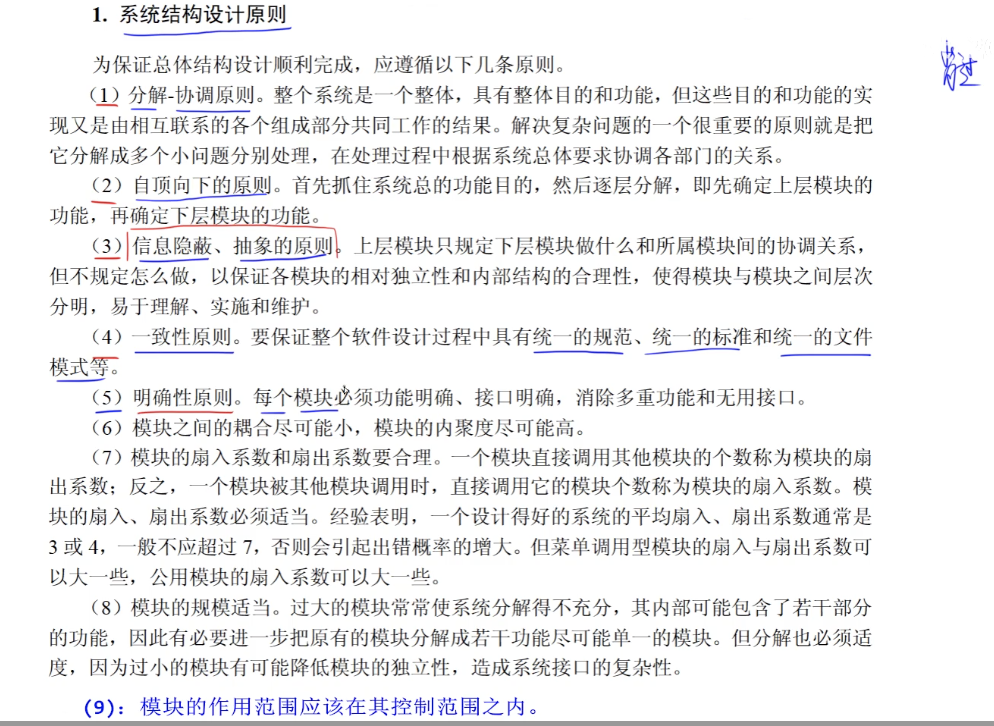 1. 系统结构设计原则
为保证总体结构设计顺利完成，应遵循以下几条原则。
（1）分解-协调原则。整个系统是一个整体，具有整体目的和功能，但这些目的和功能的实
现又是由相互联系的各个组成部分共同工作的结果。解决复杂问题的一个很重要的原则就是把
它分解成多个小问题分别处理，在处理过程中根据系统总体要求协调各部门的关系。
（2）自顶向下的原则。首先抓住系统总的功能目的，然后逐层分解，即先确定上层模块的
功能，再确定下层模块的功能。
（3）信息隐蔽、抽象的原则。上层模块只规定下层模块做什么和所属模块间的协调关系，
但不规定怎么做，以保证各模块的相对独立性和内部结构的合理性，使得模块与模块之间层次
分明，易于理解、实施和维护。
（4）一致性原则。要保证整个软件设计过程中具有统一的规范、统一的标准和统一的文件
模式等。
（5）明确性原则。每个模块必须功能明确、接口明确，消除多重功能和无用接口。
（6）模块之间的耦合尽可能小，模块的内聚度尽可能高。
（7）模块的扇入系数和扇出系数要合理。一个模块直接调用其他模块的个数称为模块的扇
出系数；反之，一个模块被其他模块调用时，直接调用它的模块个数称为模块的扇入系数。模
块的扇入、扇出系数必须适当。经验表明，一个设计得好的系统的平均扇入、扇出系数通常是
3 或 4，一般不应超过 7，否则会引起出错概率的增大。但菜单调用型模块的扇入与扇出系数可
以大一些，公用模块的扇入系数可以大一些。
（8）模块的规模适当。过大的模块常常使系统分解得不充分，其内部可能包含了若干部分
的功能，因此有必要进一步把原有的模块分解成若干功能尽可能单一的模块。但分解也必须适
度，因为过小的模块有可能降低模块的独立性，造成系统接口的复杂性。
(9)：模块的作用范围应该在其控制范围之内。